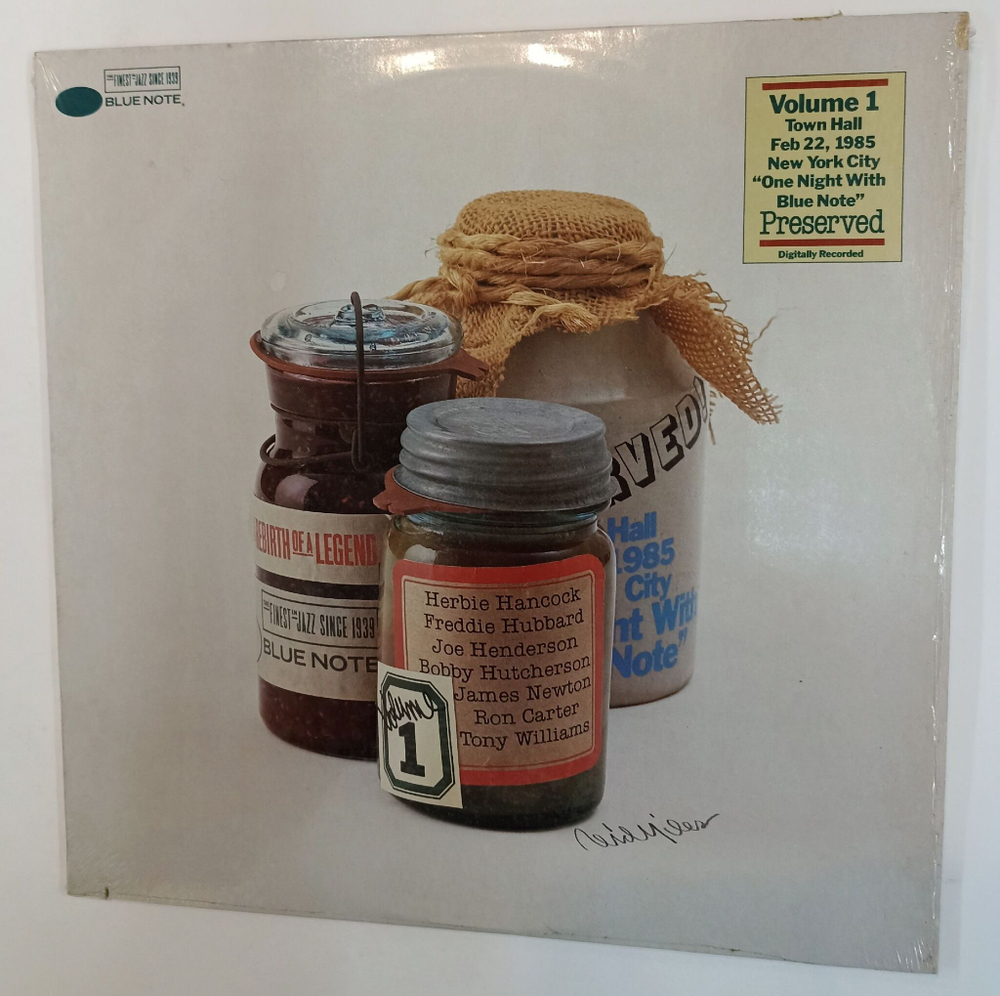 THE FINEST IN JAZZ SINCE 1939
BLUE NOTE
Volume 1
Town Hall
Feb 22, 1985
New York City
“One Night With
Blue Note”
Preserved
Digitally Recorded
RVED!
Hall
1985
City
nt With
Note”
REBIRTH OF A LEGEND
THE FINEST IN JAZZ SINCE 1939
BLUE NOTE
Herbie Hancock
Freddie Hubbard
Joe Henderson
Bobby Hutcherson
James Newton
Ron Carter
Tony Williams
Volume
1